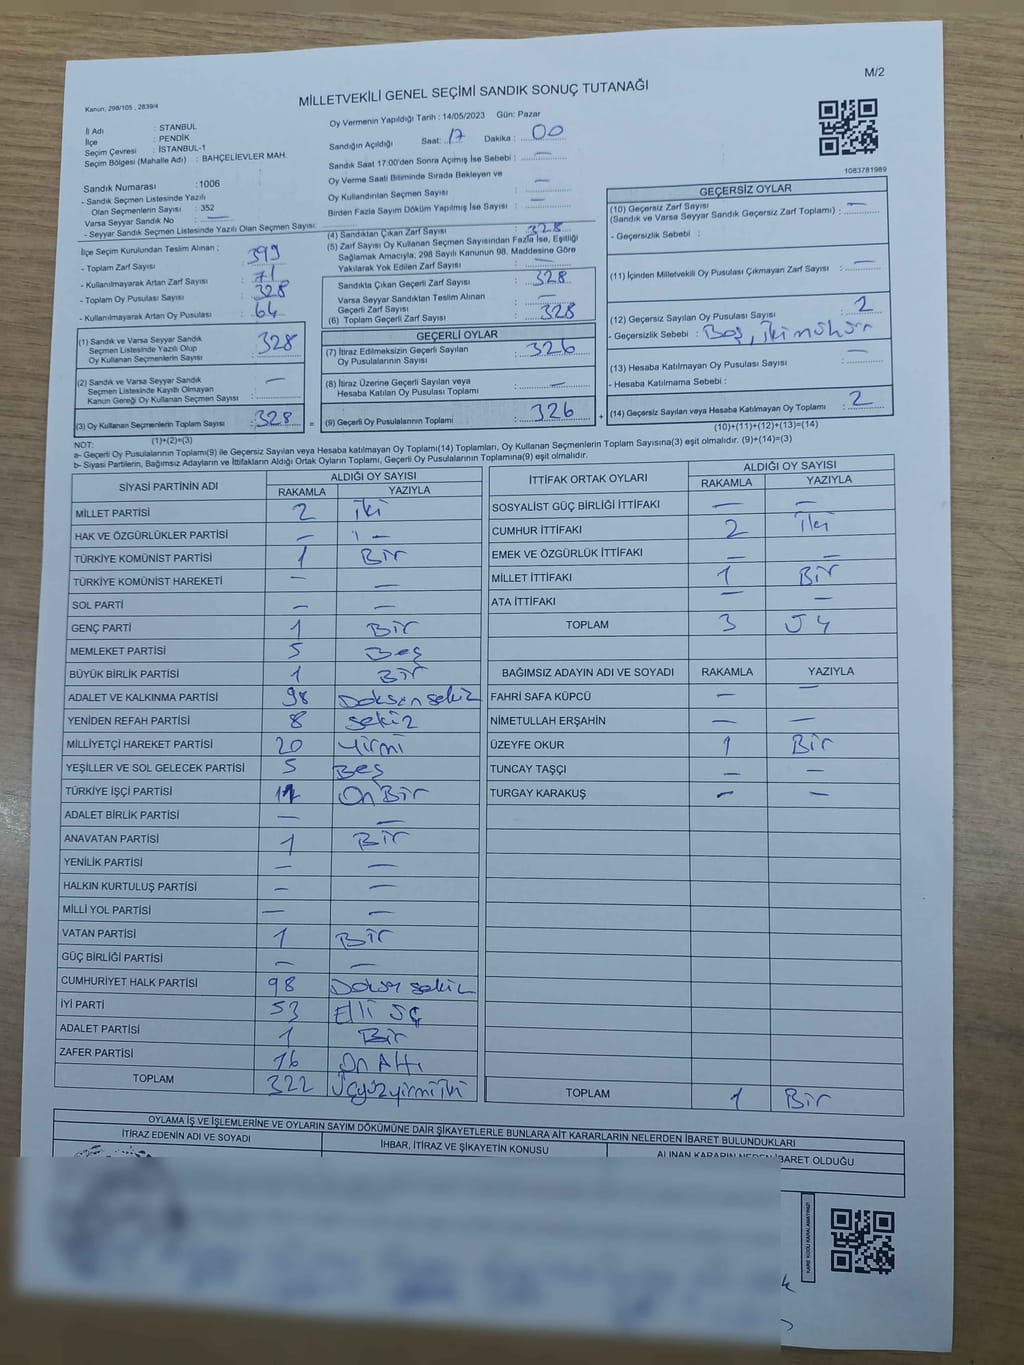 M/2
Kanun, 298/105 , 2839/4
MİLLETVEKİLİ GENEL SEÇİMİ SANDIK SONUÇ TUTANAĞI
İl Adı : STANBUL
İlçe : PENDİK
Seçim Çevresi : İSTANBUL-1
Seçim Bölgesi (Mahalle Adı) : BAHÇELİEVLER MAH.
Oy Vermenin Yapıldığı Tarih : 14/05/2023 Gün: Pazar
Sandığın Açıldığı Saat: 17 Dakika : 00
Sandık Saat 17:00'den Sonra Açımış İse Sebebi : —
Oy Verme Saati Bitiminde Sırada Bekleyen ve
Oy Kullandırılan Seçmen Sayısı : —
Birden Fazla Sayım Döküm Yapılmış İse Sayısı : —
1083781989
Sandık Numarası :1006
- Sandık Seçmen Listesinde Yazılı
Olan Seçmenlerin Sayısı : 352
Varsa Seyyar Sandık No : —
- Seyyar Sandık Seçmen Listesinde Yazılı Olan Seçmen Sayısı:
İlçe Seçim Kurulundan Teslim Alınan ;
- Toplam Zarf Sayısı : 399
- Kullanılmayarak Artan Zarf Sayısı : 71
- Toplam Oy Pusulası Sayısı : 328
- Kullanılmayarak Artan Oy Pusulası : 64
(1) Sandık ve Varsa Seyyar Sandık
Seçmen Listesinde Yazılı Olup
Oy Kullanan Seçmenlerin Sayısı : 328
(2) Sandık ve Varsa Seyyar Sandık
Seçmen Listesinde Kayıtlı Olmayan
Kanun Gereği Oy Kullanan Seçmen Sayısı : —
(3) Oy Kullanan Seçmenlerin Toplam Sayısı : 328
(1)+(2)=(3)
(4) Sandıktan Çıkan Zarf Sayısı : 328
(5) Zarf Sayısı Oy Kullanan Seçmen Sayısından Fazla İse, Eşitliği
Sağlamak Amacıyla; 298 Sayılı Kanunun 98. Maddesine Göre
Yakılarak Yok Edilen Zarf Sayısı : —
Sandıkta Çıkan Geçerli Zarf Sayısı : 328
Varsa Seyyar Sandıktan Teslim Alınan
Geçerli Zarf Sayısı : —
(6) Toplam Geçerli Zarf Sayısı : 328
GEÇERLİ OYLAR
(7) İtiraz Edilmeksizin Geçerli Sayılan
Oy Pusulalarının Sayısı : 326
(8) İtiraz Üzerine Geçerli Sayılan veya
Hesaba Katılan Oy Pusulası Toplamı : —
= (9) Geçerli Oy Pusulalarının Toplamı : 326 +
GEÇERSİZ OYLAR
(10) Geçersiz Zarf Sayısı
(Sandık ve Varsa Seyyar Sandık Geçersiz Zarf Toplamı) : —
- Geçersizlik Sebebi :
(11) İçinden Milletvekili Oy Pusulası Çıkmayan Zarf Sayısı : —
(12) Geçersiz Sayılan Oy Pusulası Sayısı : 2
- Geçersizlik Sebebi : Boş, iki mühür
(13) Hesaba Katılmayan Oy Pusulası Sayısı : —
- Hesaba Katılmama Sebebi :
(14) Geçersiz Sayılan veya Hesaba Katılmayan Oy Toplamı : 2
(10)+(11)+(12)+(13)=(14)
NOT:
a- Geçerli Oy Pusulalarının Toplamı(9) ile Geçersiz Sayılan veya Hesaba katılmayan Oy Toplamı(14) Toplamları, Oy Kullanan Seçmenlerin Toplam Sayısına(3) eşit olmalıdır. (9)+(14)=(3)
b- Siyasi Partilerin, Bağımsız Adayların ve İttifakların Aldığı Ortak Oyların Toplamı, Geçerli Oy Pusulalarının Toplamına(9) eşit olmalıdır.
SİYASİ PARTİNİN ADI ALDIĞI OY SAYISI
RAKAMLA YAZIYLA
MİLLET PARTİSİ 2 iki
HAK VE ÖZGÜRLÜKLER PARTİSİ — —
TÜRKİYE KOMÜNİST PARTİSİ 1 Bir
TÜRKİYE KOMÜNİST HAREKETİ — —
SOL PARTİ — —
GENÇ PARTİ 1 Bir
MEMLEKET PARTİSİ 5 Beş
BÜYÜK BİRLİK PARTİSİ 1 Bir
ADALET VE KALKINMA PARTİSİ 98 Doksan sekiz
YENİDEN REFAH PARTİSİ 8 sekiz
MİLLİYETÇİ HAREKET PARTİSİ 20 yirmi
YEŞİLLER VE SOL GELECEK PARTİSİ 5 Beş
TÜRKİYE İŞÇİ PARTİSİ 11 On Bir
ADALET BİRLİK PARTİSİ — —
ANAVATAN PARTİSİ 1 Bir
YENİLİK PARTİSİ — —
HALKIN KURTULUŞ PARTİSİ — —
MİLLİ YOL PARTİSİ — —
VATAN PARTİSİ 1 Bir
GÜÇ BİRLİĞİ PARTİSİ — —
CUMHURİYET HALK PARTİSİ 98 Doksan sekiz
İYİ PARTİ 53 Elli üç
ADALET PARTİSİ 1 Bir
ZAFER PARTİSİ 16 On Altı
TOPLAM 322 Üçyüzyirmiiki
İTTİFAK ORTAK OYLARI ALDIĞI OY SAYISI
RAKAMLA YAZIYLA
SOSYALİST GÜÇ BİRLİĞİ İTTİFAKI — —
CUMHUR İTTİFAKI 2 iki
EMEK VE ÖZGÜRLÜK İTTİFAKI — —
MİLLET İTTİFAKI 1 Bir
ATA İTTİFAKI — —
TOPLAM 3 üç
BAĞIMSIZ ADAYIN ADI VE SOYADI RAKAMLA YAZIYLA
FAHRİ SAFA KÜPCÜ — —
NİMETULLAH ERŞAHİN — —
ÜZEYFE OKUR 1 Bir
TUNCAY TAŞÇI — —
TURGAY KARAKUŞ — —
TOPLAM 1 Bir
OYLAMA İŞ VE İŞLEMLERİNE VE OYLARIN SAYIM DÖKÜMÜNE DAİR ŞİKAYETLERLE BUNLARA AİT KARARLARIN NELERDEN İBARET BULUNDUKLARI
İTİRAZ EDENİN ADI VE SOYADI İHBAR, İTİRAZ VE ŞİKAYETİN KONUSU ALINAN KARARIN NEDEN İBARET OLDUĞU
KARE KODU KARALAMAYINIZ!